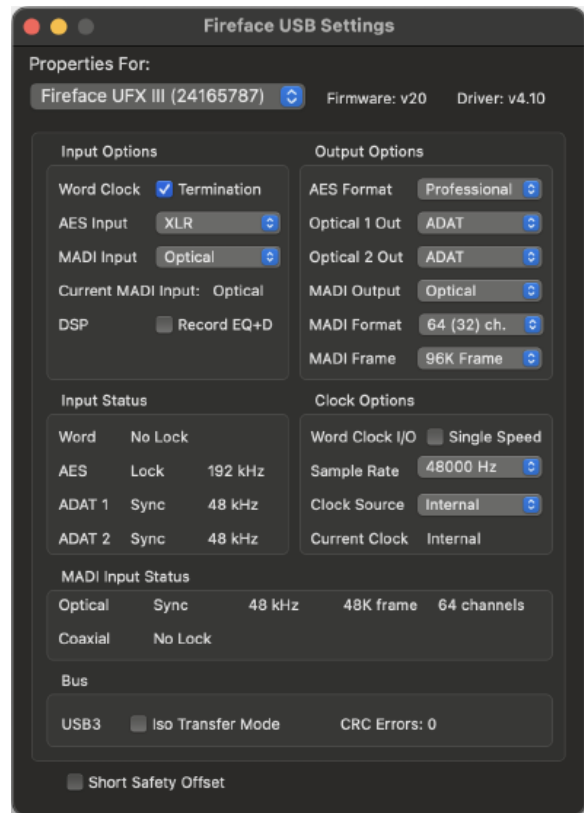 Fireface USB Settings
Properties For:
Fireface UFX III (24165787) Firmware: v20 Driver: v4.10
Input Options
Word Clock Termination
AES Input XLR
MADI Input Optical
Current MADI Input: Optical
DSP Record EQ+D
Output Options
AES Format Professional
Optical 1 Out ADAT
Optical 2 Out ADAT
MADI Output Optical
MADI Format 64 (32) ch.
MADI Frame 96K Frame
Input Status
Word No Lock
AES Lock 192 kHz
ADAT 1 Sync 48 kHz
ADAT 2 Sync 48 kHz
Clock Options
Word Clock I/O Single Speed
Sample Rate 48000 Hz
Clock Source Internal
Current Clock Internal
MADI Input Status
Optical Sync 48 kHz 48K frame 64 channels
Coaxial No Lock
Bus
USB3 Iso Transfer Mode CRC Errors: 0
Short Safety Offset